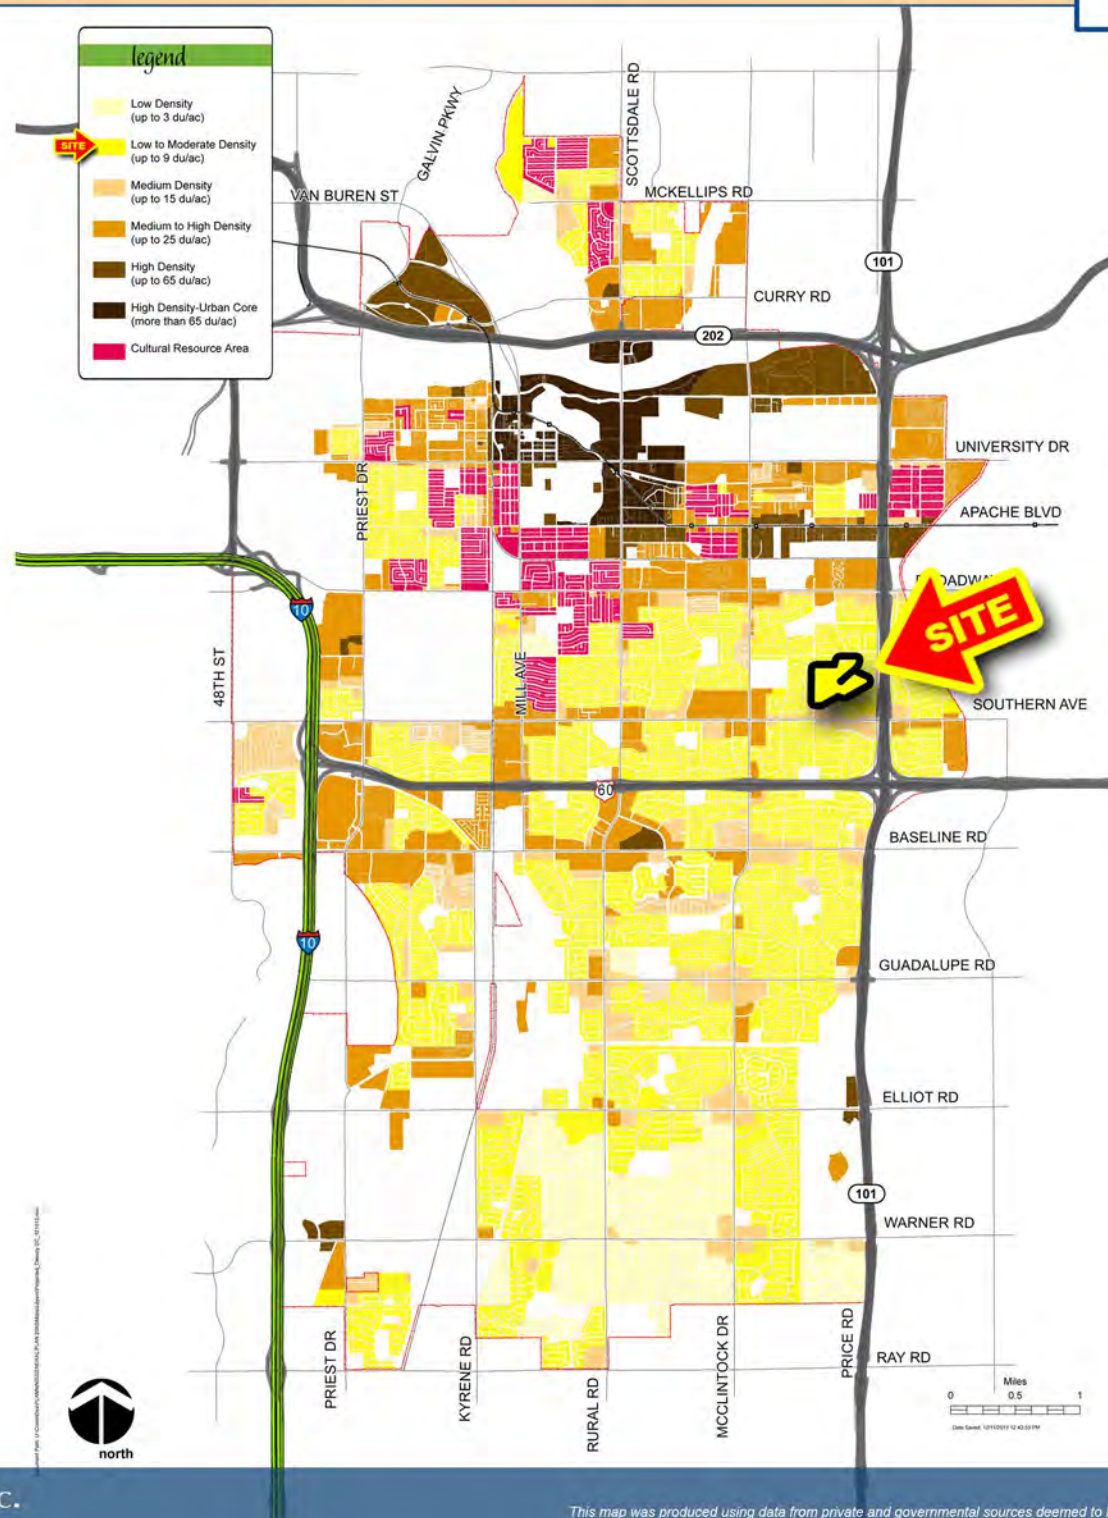 legend
Low Density
(up to 3 du/ac)
SITE
Low to Moderate Density
(up to 9 du/ac)
Medium Density
(up to 15 du/ac)
Medium to High Density
(up to 25 du/ac)
High Density
(up to 65 du/ac)
High Density-Urban Core
(more than 65 du/ac)
Cultural Resource Area
GALVIN PKWY
SCOTTSDALE RD
VAN BUREN ST
MCKELLIPS RD
101
CURRY RD
202
UNIVERSITY DR
PRIEST DR
APACHE BLVD
SITE
10
48TH ST
MILL AVE
SOUTHERN AVE
60
BASELINE RD
10
GUADALUPE RD
ELLIOT RD
101
WARNER RD
PRIEST DR
KYRENE RD
RURAL RD
MCCLINTOCK DR
PRICE RD
RAY RD
Miles
0 0.5 1
north
c.
This map was produced using data from private and governmental sources deemed to